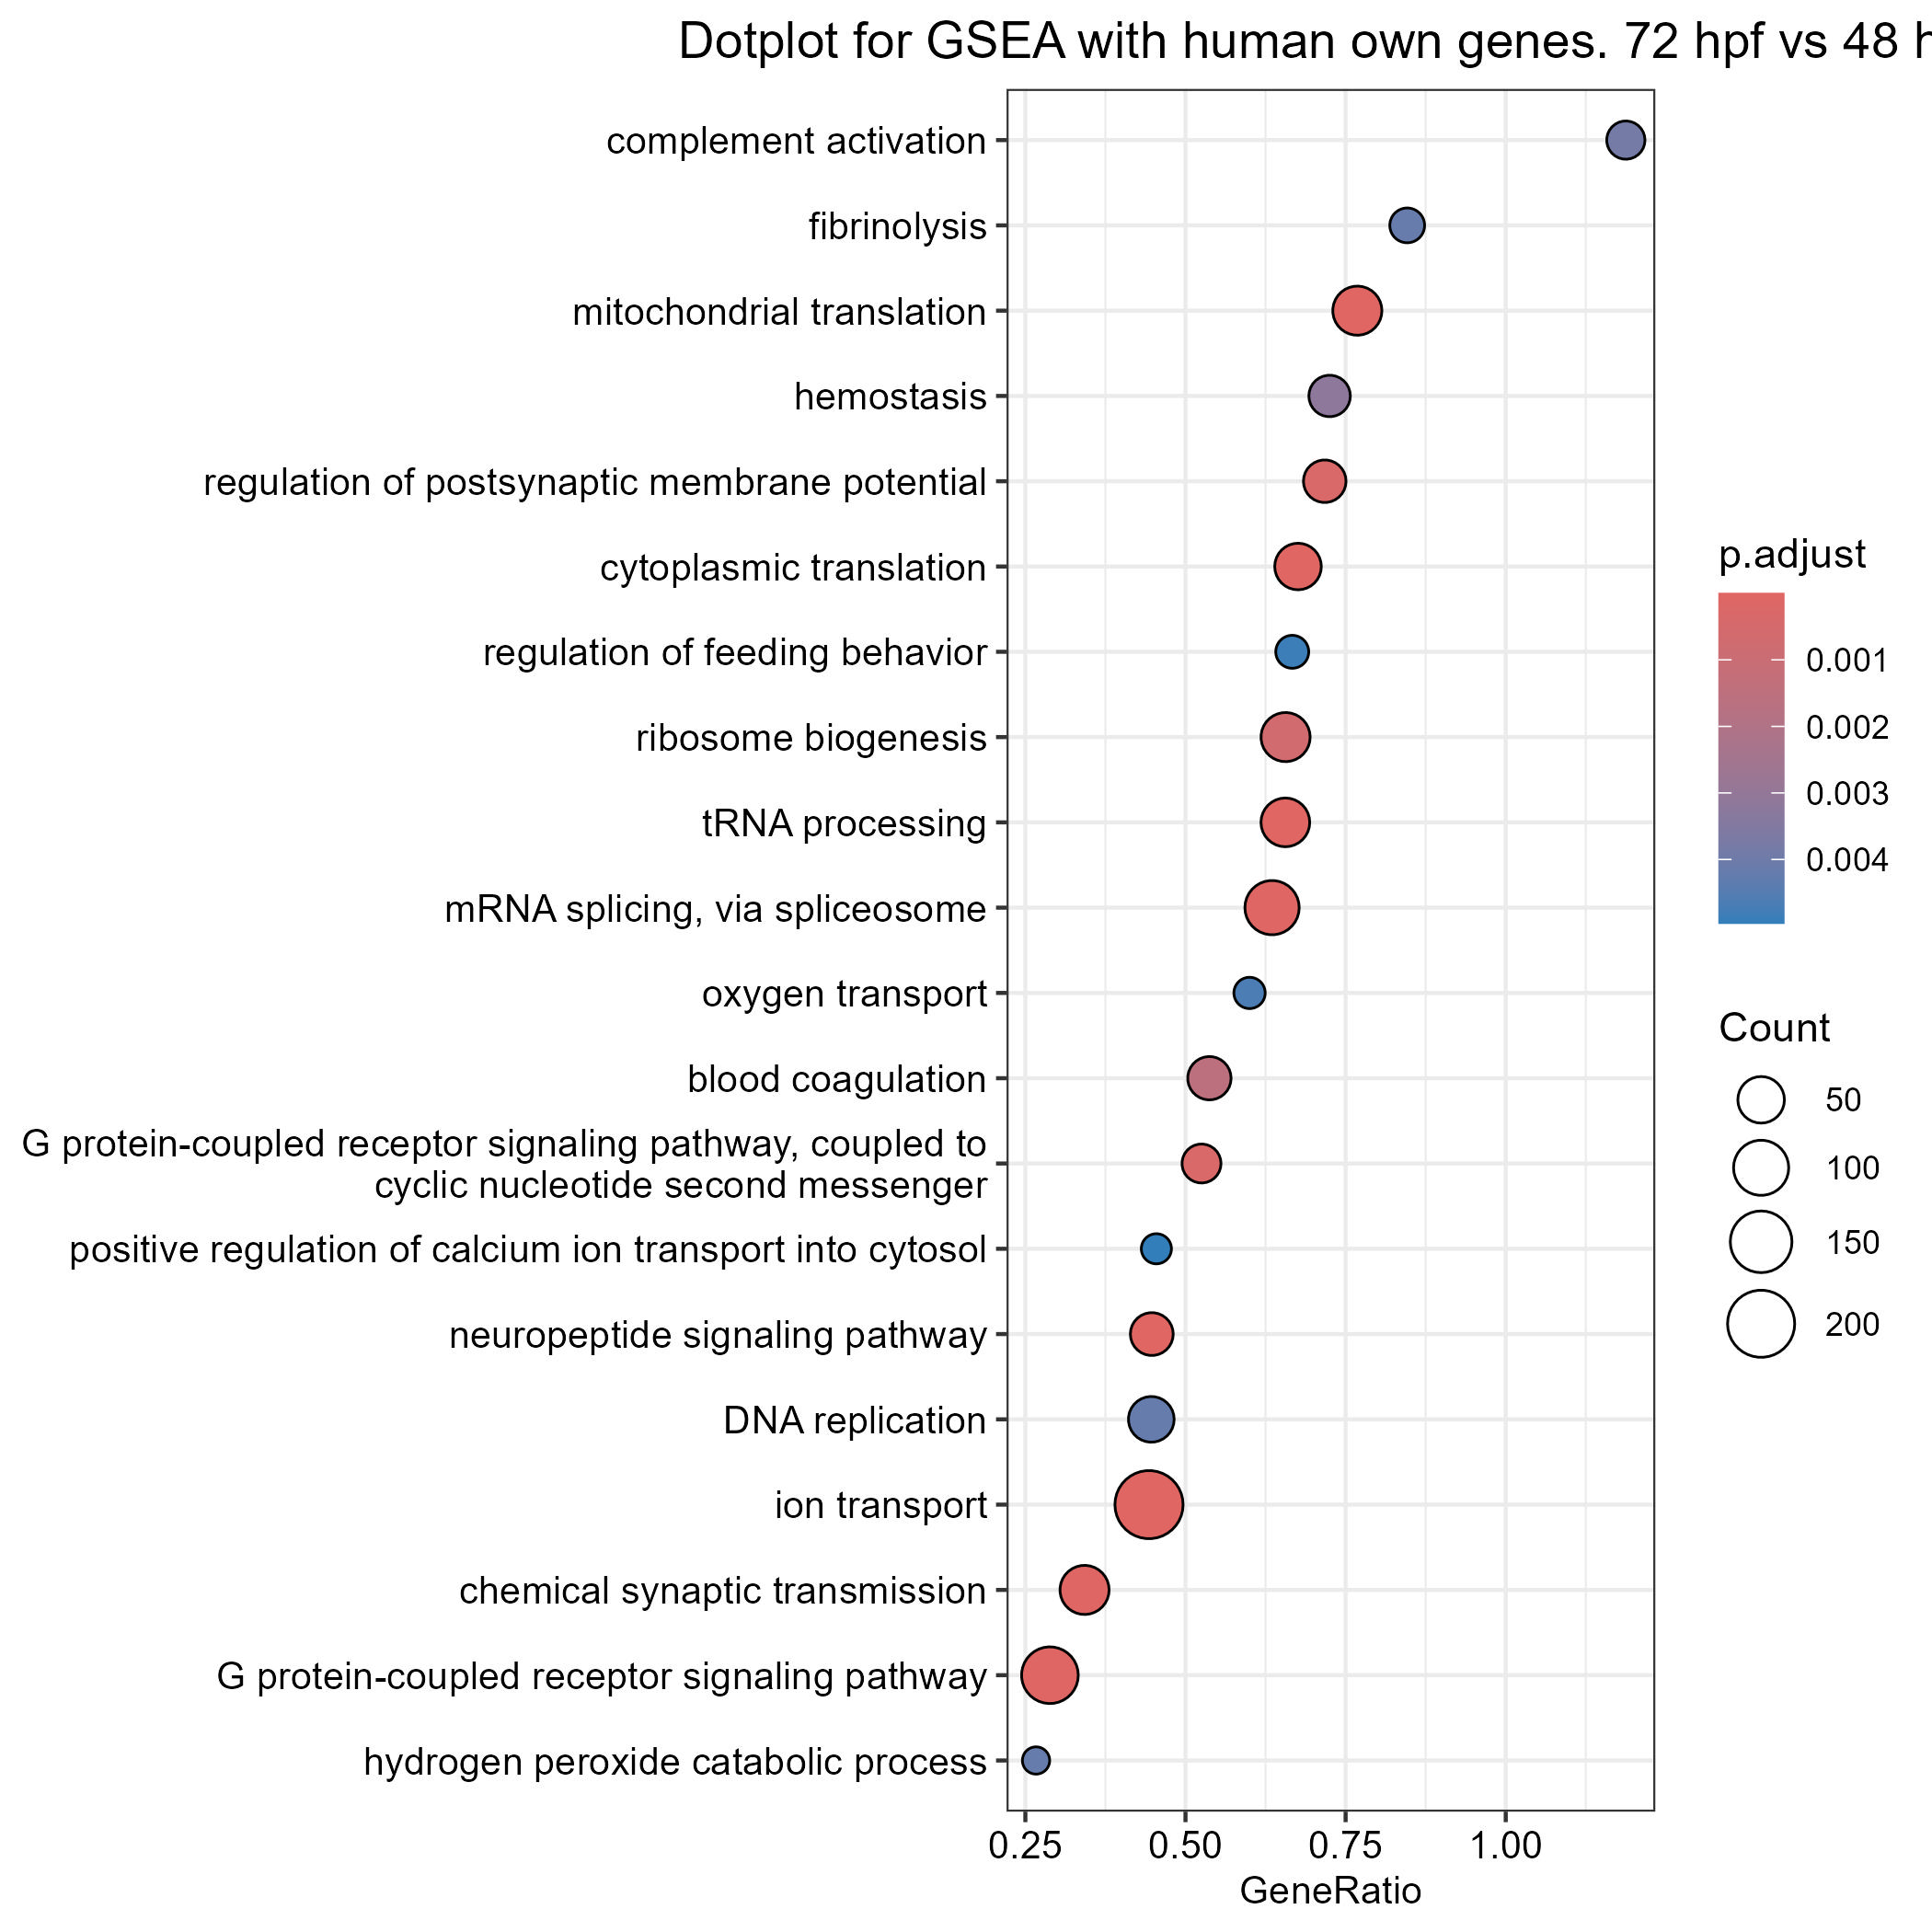 Dotplot for GSEA with human own genes. 72 hpf vs 48 h
complement activation
fibrinolysis
mitochondrial translation
hemostasis
regulation of postsynaptic membrane potential
cytoplasmic translation
regulation of feeding behavior
ribosome biogenesis
tRNA processing
mRNA splicing, via spliceosome
oxygen transport
blood coagulation
G protein-coupled receptor signaling pathway, coupled to
cyclic nucleotide second messenger
positive regulation of calcium ion transport into cytosol
neuropeptide signaling pathway
DNA replication
ion transport
chemical synaptic transmission
G protein-coupled receptor signaling pathway
hydrogen peroxide catabolic process
0.25 0.50 0.75 1.00
GeneRatio
p.adjust
0.001
0.002
0.003
0.004
Count
50
100
150
200